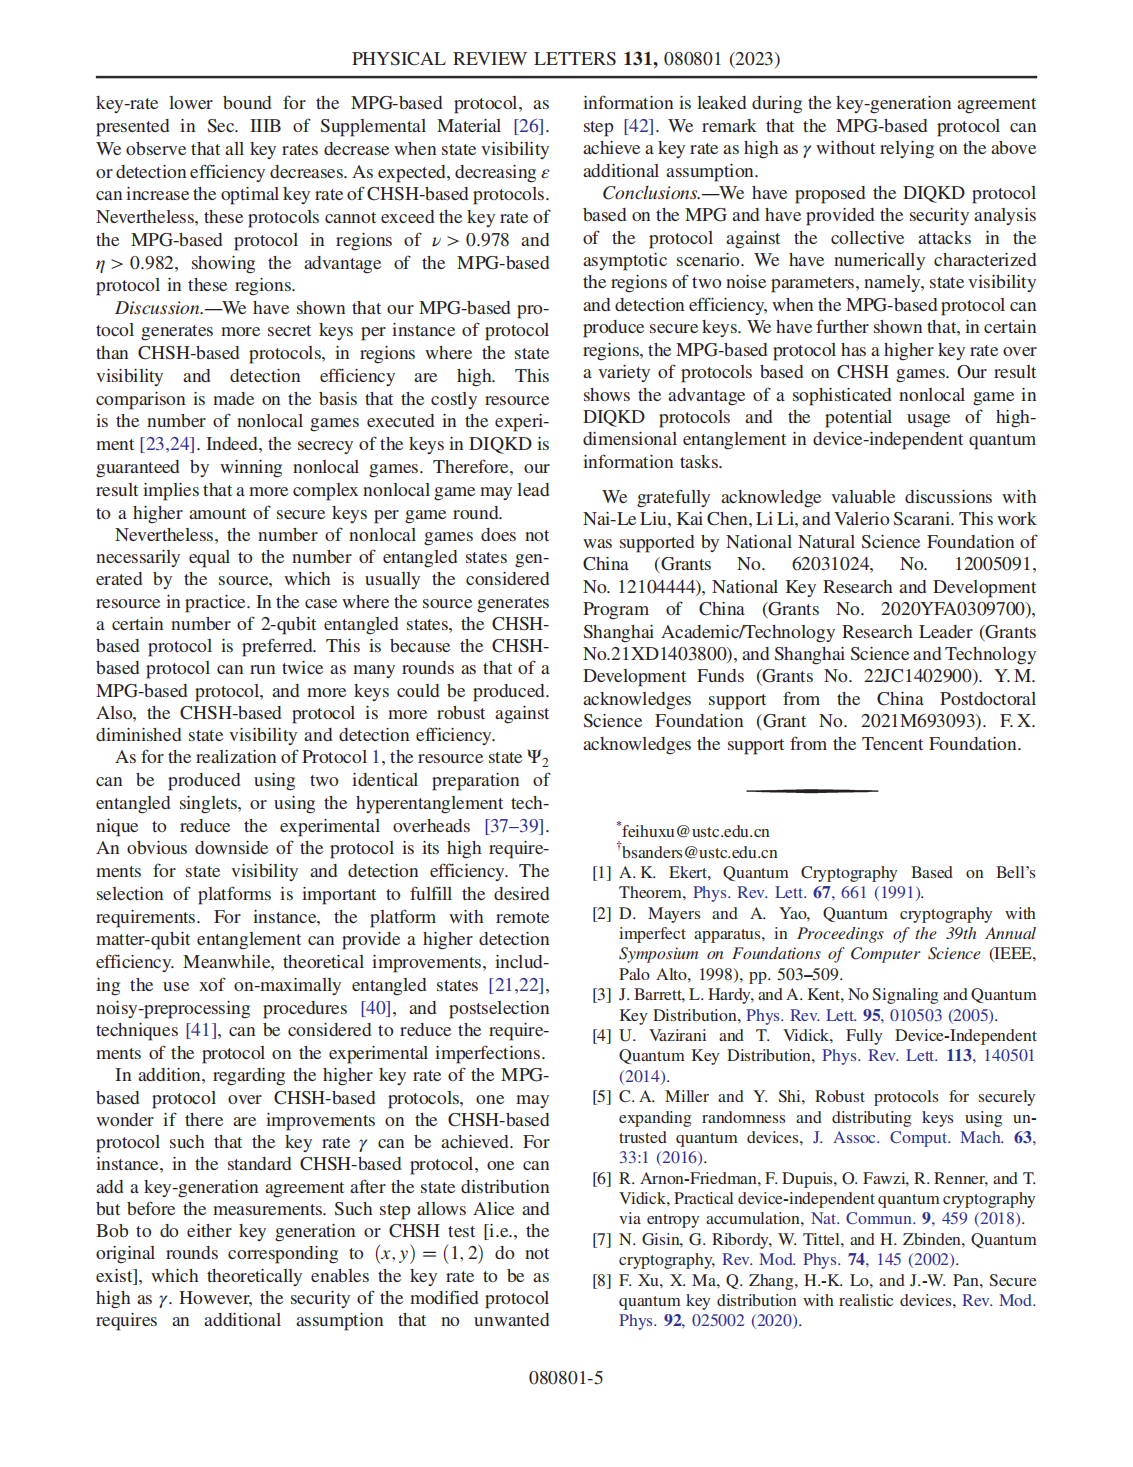 PHYSICAL REVIEW LETTERS 131, 080801 (2023)
key-rate lower bound for the MPG-based protocol, as
presented in Sec. IIIB of Supplemental Material [26].
We observe that all key rates decrease when state visibility
or detection efficiency decreases. As expected, decreasing ε
can increase the optimal key rate of CHSH-based protocols.
Nevertheless, these protocols cannot exceed the key rate of
the MPG-based protocol in regions of ν > 0.978 and
η > 0.982, showing the advantage of the MPG-based
protocol in these regions.
Discussion.—We have shown that our MPG-based pro-
tocol generates more secret keys per instance of protocol
than CHSH-based protocols, in regions where the state
visibility and detection efficiency are high. This
comparison is made on the basis that the costly resource
is the number of nonlocal games executed in the experi-
ment [23,24]. Indeed, the secrecy of the keys in DIQKD is
guaranteed by winning nonlocal games. Therefore, our
result implies that a more complex nonlocal game may lead
to a higher amount of secure keys per game round.
Nevertheless, the number of nonlocal games does not
necessarily equal to the number of entangled states gen-
erated by the source, which is usually the considered
resource in practice. In the case where the source generates
a certain number of 2-qubit entangled states, the CHSH-
based protocol is preferred. This is because the CHSH-
based protocol can run twice as many rounds as that of a
MPG-based protocol, and more keys could be produced.
Also, the CHSH-based protocol is more robust against
diminished state visibility and detection efficiency.
As for the realization of Protocol 1, the resource state Ψ2
can be produced using two identical preparation of
entangled singlets, or using the hyperentanglement tech-
nique to reduce the experimental overheads [37–39].
An obvious downside of the protocol is its high require-
ments for state visibility and detection efficiency. The
selection of platforms is important to fulfill the desired
requirements. For instance, the platform with remote
matter-qubit entanglement can provide a higher detection
efficiency. Meanwhile, theoretical improvements, includ-
ing the use xof on-maximally entangled states [21,22],
noisy-preprocessing procedures [40], and postselection
techniques [41], can be considered to reduce the require-
ments of the protocol on the experimental imperfections.
In addition, regarding the higher key rate of the MPG-
based protocol over CHSH-based protocols, one may
wonder if there are improvements on the CHSH-based
protocol such that the key rate γ can be achieved. For
instance, in the standard CHSH-based protocol, one can
add a key-generation agreement after the state distribution
but before the measurements. Such step allows Alice and
Bob to do either key generation or CHSH test [i.e., the
original rounds corresponding to (x, y) = (1, 2) do not
exist], which theoretically enables the key rate to be as
high as γ. However, the security of the modified protocol
requires an additional assumption that no unwanted
information is leaked during the key-generation agreement
step [42]. We remark that the MPG-based protocol can
achieve a key rate as high as γ without relying on the above
additional assumption.
Conclusions.—We have proposed the DIQKD protocol
based on the MPG and have provided the security analysis
of the protocol against the collective attacks in the
asymptotic scenario. We have numerically characterized
the regions of two noise parameters, namely, state visibility
and detection efficiency, when the MPG-based protocol can
produce secure keys. We have further shown that, in certain
regions, the MPG-based protocol has a higher key rate over
a variety of protocols based on CHSH games. Our result
shows the advantage of a sophisticated nonlocal game in
DIQKD protocols and the potential usage of high-
dimensional entanglement in device-independent quantum
information tasks.
We gratefully acknowledge valuable discussions with
Nai-Le Liu, Kai Chen, Li Li, and Valerio Scarani. This work
was supported by National Natural Science Foundation of
China (Grants No. 62031024, No. 12005091,
No. 12104444), National Key Research and Development
Program of China (Grants No. 2020YFA0309700),
Shanghai Academic/Technology Research Leader (Grants
No.21XD1403800), and Shanghai Science and Technology
Development Funds (Grants No. 22JC1402900). Y. M.
acknowledges support from the China Postdoctoral
Science Foundation (Grant No. 2021M693093). F. X.
acknowledges the support from the Tencent Foundation.
*feihuxu@ustc.edu.cn
†bsanders@ustc.edu.cn
[1] A. K. Ekert, Quantum Cryptography Based on Bell's
Theorem, Phys. Rev. Lett. 67, 661 (1991).
[2] D. Mayers and A. Yao, Quantum cryptography with
imperfect apparatus, in Proceedings of the 39th Annual
Symposium on Foundations of Computer Science (IEEE,
Palo Alto, 1998), pp. 503–509.
[3] J. Barrett, L. Hardy, and A. Kent, No Signaling and Quantum
Key Distribution, Phys. Rev. Lett. 95, 010503 (2005).
[4] U. Vazirani and T. Vidick, Fully Device-Independent
Quantum Key Distribution, Phys. Rev. Lett. 113, 140501
(2014).
[5] C. A. Miller and Y. Shi, Robust protocols for securely
expanding randomness and distributing keys using un-
trusted quantum devices, J. Assoc. Comput. Mach. 63,
33:1 (2016).
[6] R. Arnon-Friedman, F. Dupuis, O. Fawzi, R. Renner, and T.
Vidick, Practical device-independent quantum cryptography
via entropy accumulation, Nat. Commun. 9, 459 (2018).
[7] N. Gisin, G. Ribordy, W. Tittel, and H. Zbinden, Quantum
cryptography, Rev. Mod. Phys. 74, 145 (2002).
[8] F. Xu, X. Ma, Q. Zhang, H.-K. Lo, and J.-W. Pan, Secure
quantum key distribution with realistic devices, Rev. Mod.
Phys. 92, 025002 (2020).
080801-5